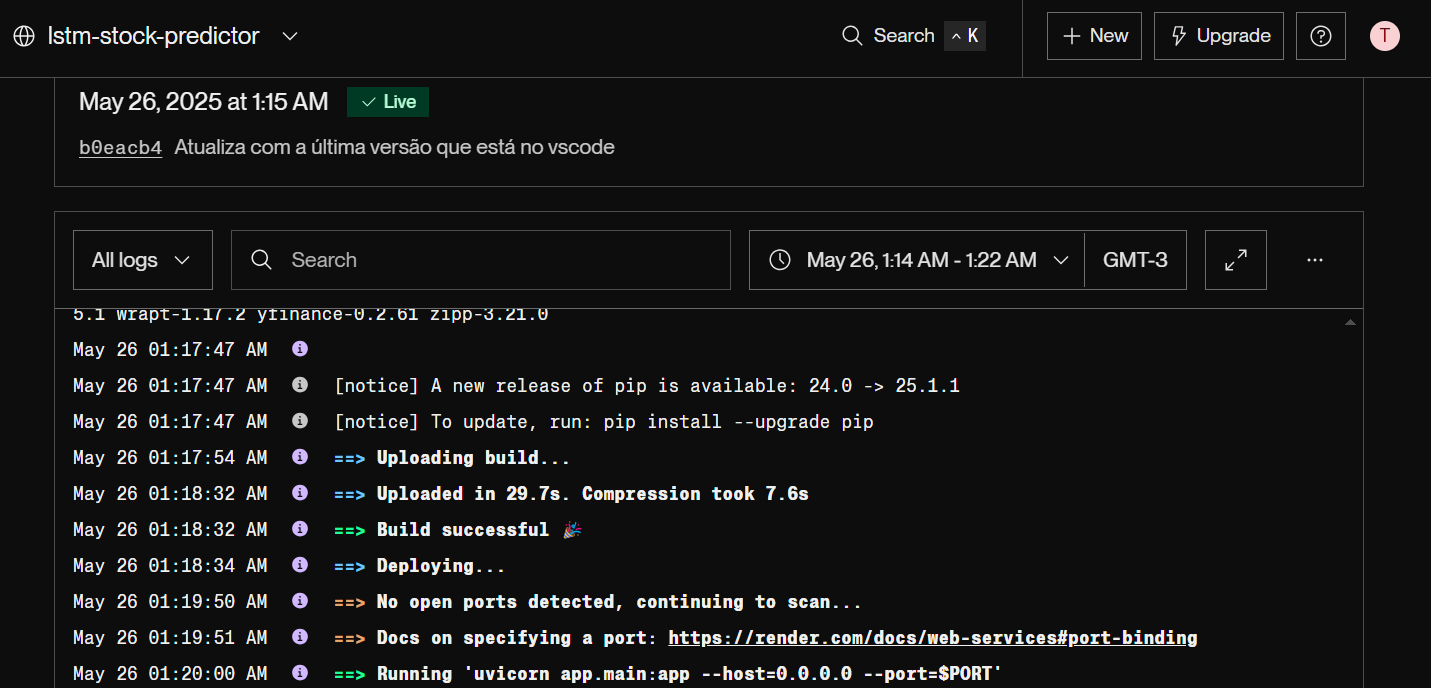 lstm-stock-predictor
Search ^ K
+ New
Upgrade
T
May 26, 2025 at 1:15 AM
Live
b0eacb4 Atualiza com a última versão que está no vscode
All logs
Search
May 26, 1:14 AM - 1:22 AM
GMT-3
5.1 wrapt-1.17.2 yfinance-0.2.61 zipp-3.21.0
May 26 01:17:47 AM
May 26 01:17:47 AM [notice] A new release of pip is available: 24.0 -> 25.1.1
May 26 01:17:47 AM [notice] To update, run: pip install --upgrade pip
May 26 01:17:54 AM ==> Uploading build...
May 26 01:18:32 AM ==> Uploaded in 29.7s. Compression took 7.6s
May 26 01:18:32 AM ==> Build successful 🎉
May 26 01:18:34 AM ==> Deploying...
May 26 01:19:50 AM ==> No open ports detected, continuing to scan...
May 26 01:19:51 AM ==> Docs on specifying a port: https://render.com/docs/web-services#port-binding
May 26 01:20:00 AM ==> Running 'uvicorn app.main:app --host=0.0.0.0 --port=$PORT'